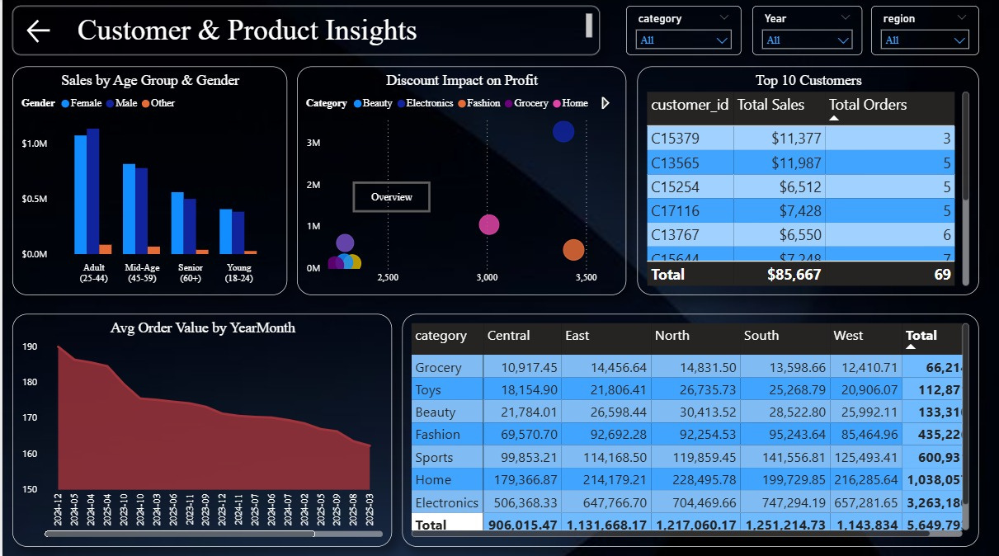 Customer & Product Insights
category
All
Year
All
region
All
Sales by Age Group & Gender
Gender Female Male Other
$1.0M
$0.5M
$0.0M
Adult (25-44)
Mid-Age (45-59)
Senior (60+)
Young (18-24)
Discount Impact on Profit
Category Beauty Electronics Fashion Grocery Home
3M
2M
1M
0M
Overview
2,500 3,000 3,500
Top 10 Customers
customer_id Total Sales Total Orders
C15379 $11,377 3
C13565 $11,987 5
C15254 $6,512 5
C17116 $7,428 5
C13767 $6,550 6
C15644 $7,248 7
Total $85,667 69
Avg Order Value by YearMonth
190
180
170
160
150
2024-12
2024-05
2024-04
2025-04
2023-10
2024-10
2024-03
2025-06
2023-11
2024-09
2023-12
2024-11
2025-07
2024-06
2024-07
2024-02
2025-05
2025-09
2025-08
2025-03
category Central East North South West Total
Grocery 10,917.45 14,456.64 14,831.50 13,598.66 12,410.71 66,214
Toys 18,154.90 21,806.41 26,735.73 25,268.79 20,906.07 112,87
Beauty 21,784.01 26,598.44 30,413.52 28,522.80 25,992.11 133,31
Fashion 69,570.70 92,692.28 92,254.53 95,243.64 85,464.96 435,22
Sports 99,853.21 114,168.50 119,859.45 141,556.81 125,493.41 600,93
Home 179,366.87 214,179.21 228,495.78 199,729.85 216,285.64 1,038,05
Electronics 506,368.33 647,766.70 704,469.66 747,294.19 657,281.65 3,263,18
Total 906,015.47 1,131,668.17 1,217,060.17 1,251,214.73 1,143,834 5,649,79